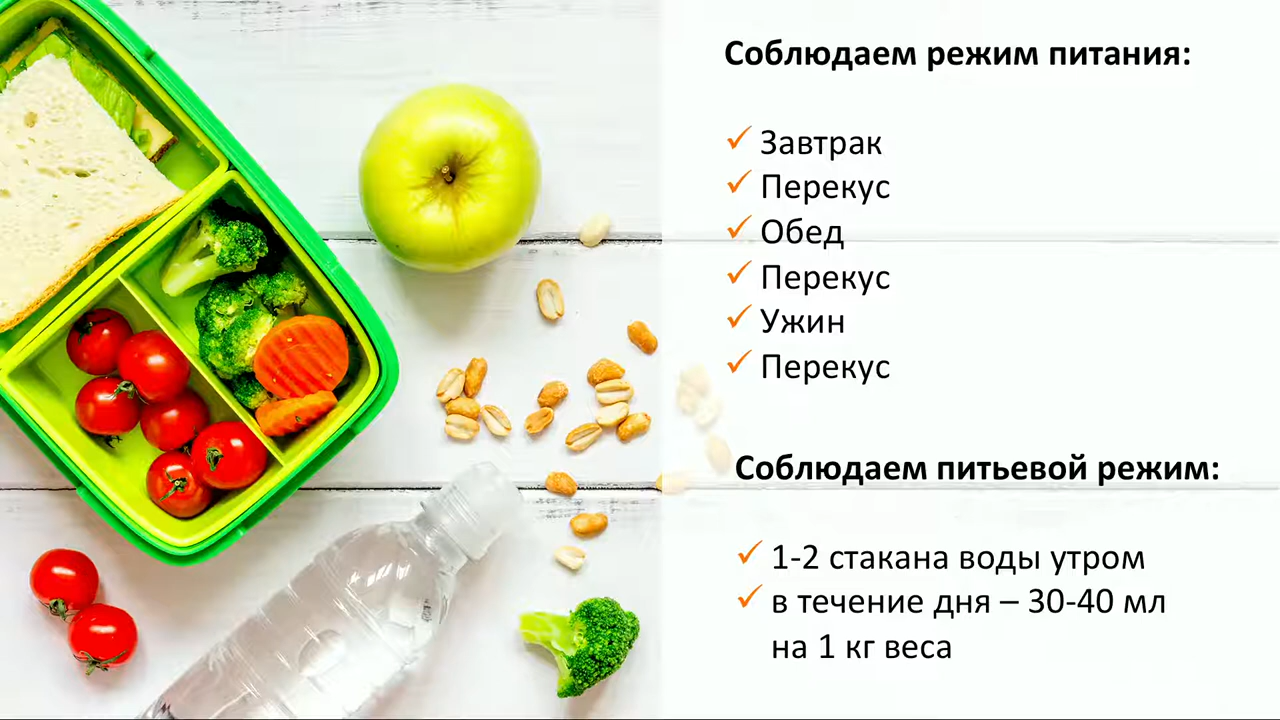 Соблюдаем режим питания:
✓ Завтрак
✓ Перекус
✓ Обед
✓ Перекус
✓ Ужин
✓ Перекус
Соблюдаем питьевой режим:
✓ 1-2 стакана воды утром
✓ в течение дня – 30-40 мл
на 1 кг веса